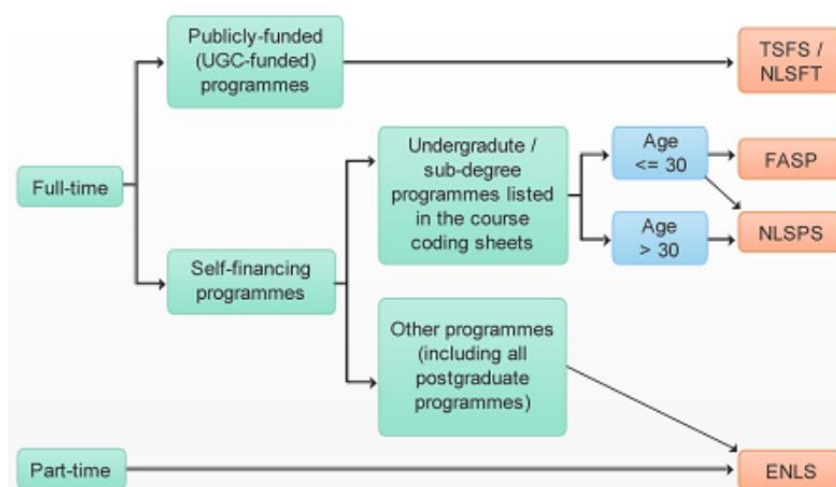 Publicly-funded
(UGC-funded)
programmes
TSFS /
NLSFT
Full-time
Undergradute /
sub-degree
programmes listed
in the course
coding sheets
Age
<= 30
FASP
Age
> 30
NLSPS
Self-financing
programmes
Other programmes
(including all
postgraduate
programmes)
Part-time
ENLS